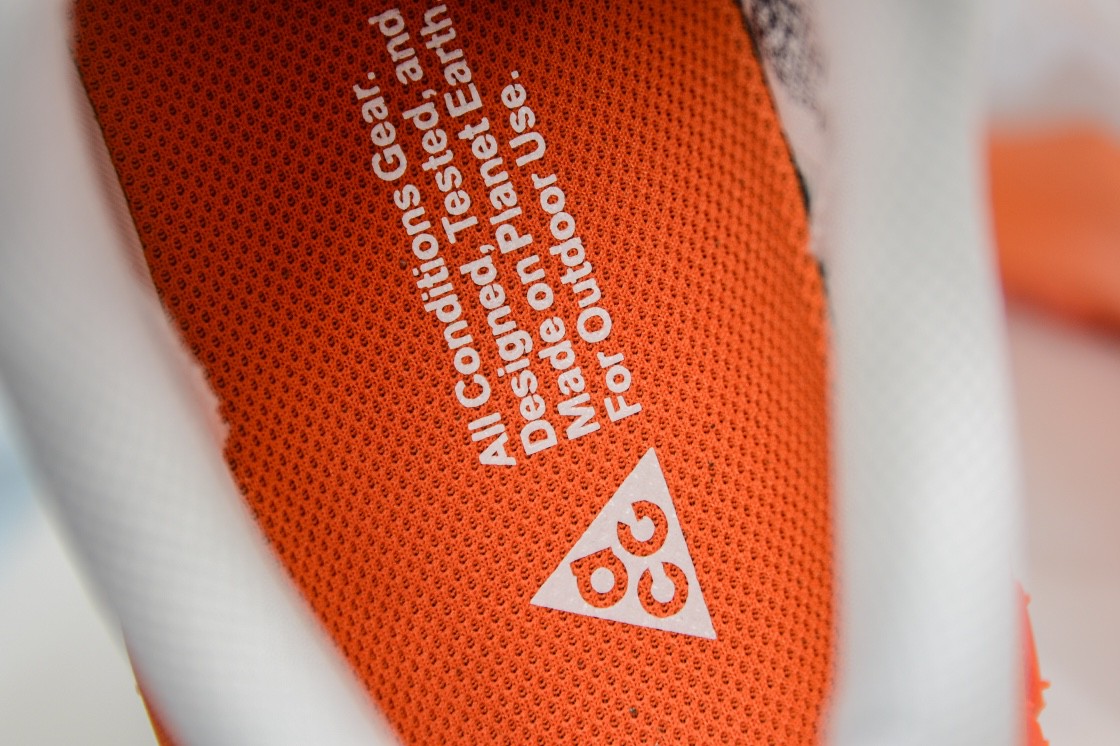 All Conditions Gear.
Designed, Tested, and
Made on Planet Earth
For Outdoor Use.
acg